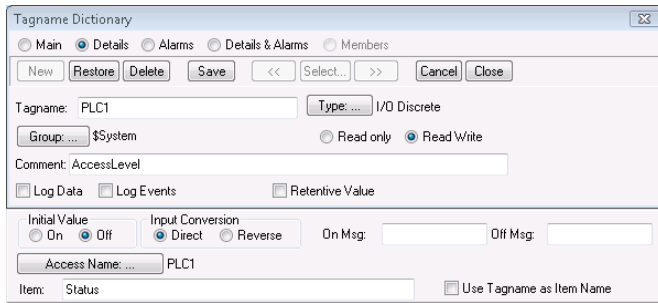 Tagname Dictionary
Main Details Alarms Details & Alarms Members
New Restore Delete Save << Select... >> Cancel Close
Tagname: PLC1 Type: ... I/O Discrete
Group: ... $System Read only Read Write
Comment: AccessLevel
Log Data Log Events Retentive Value
Initial Value Input Conversion
On Off Direct Reverse On Msg: Off Msg:
Access Name: ... PLC1
Item: Status Use Tagname as Item Name